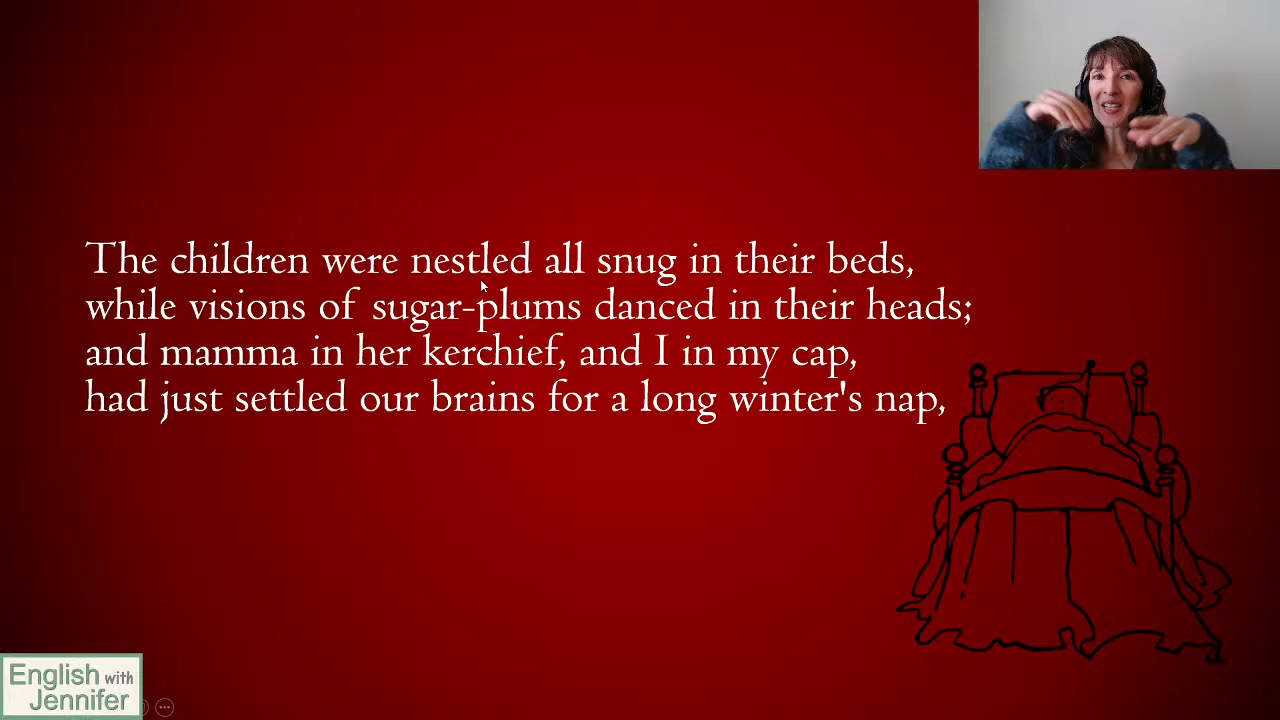 The children were nestled all snug in their beds,
while visions of sugar-plums danced in their heads;
and mamma in her kerchief, and I in my cap,
had just settled our brains for a long winter's nap,
English with
Jennifer